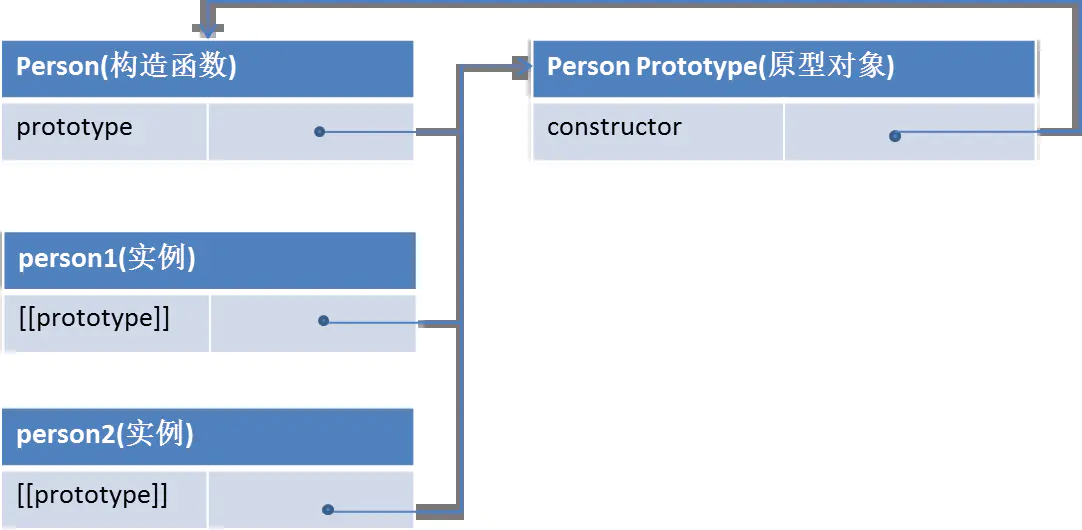 Person(构造函数)
prototype
Person Prototype(原型对象)
constructor
person1(实例)
[[prototype]]
person2(实例)
[[prototype]]